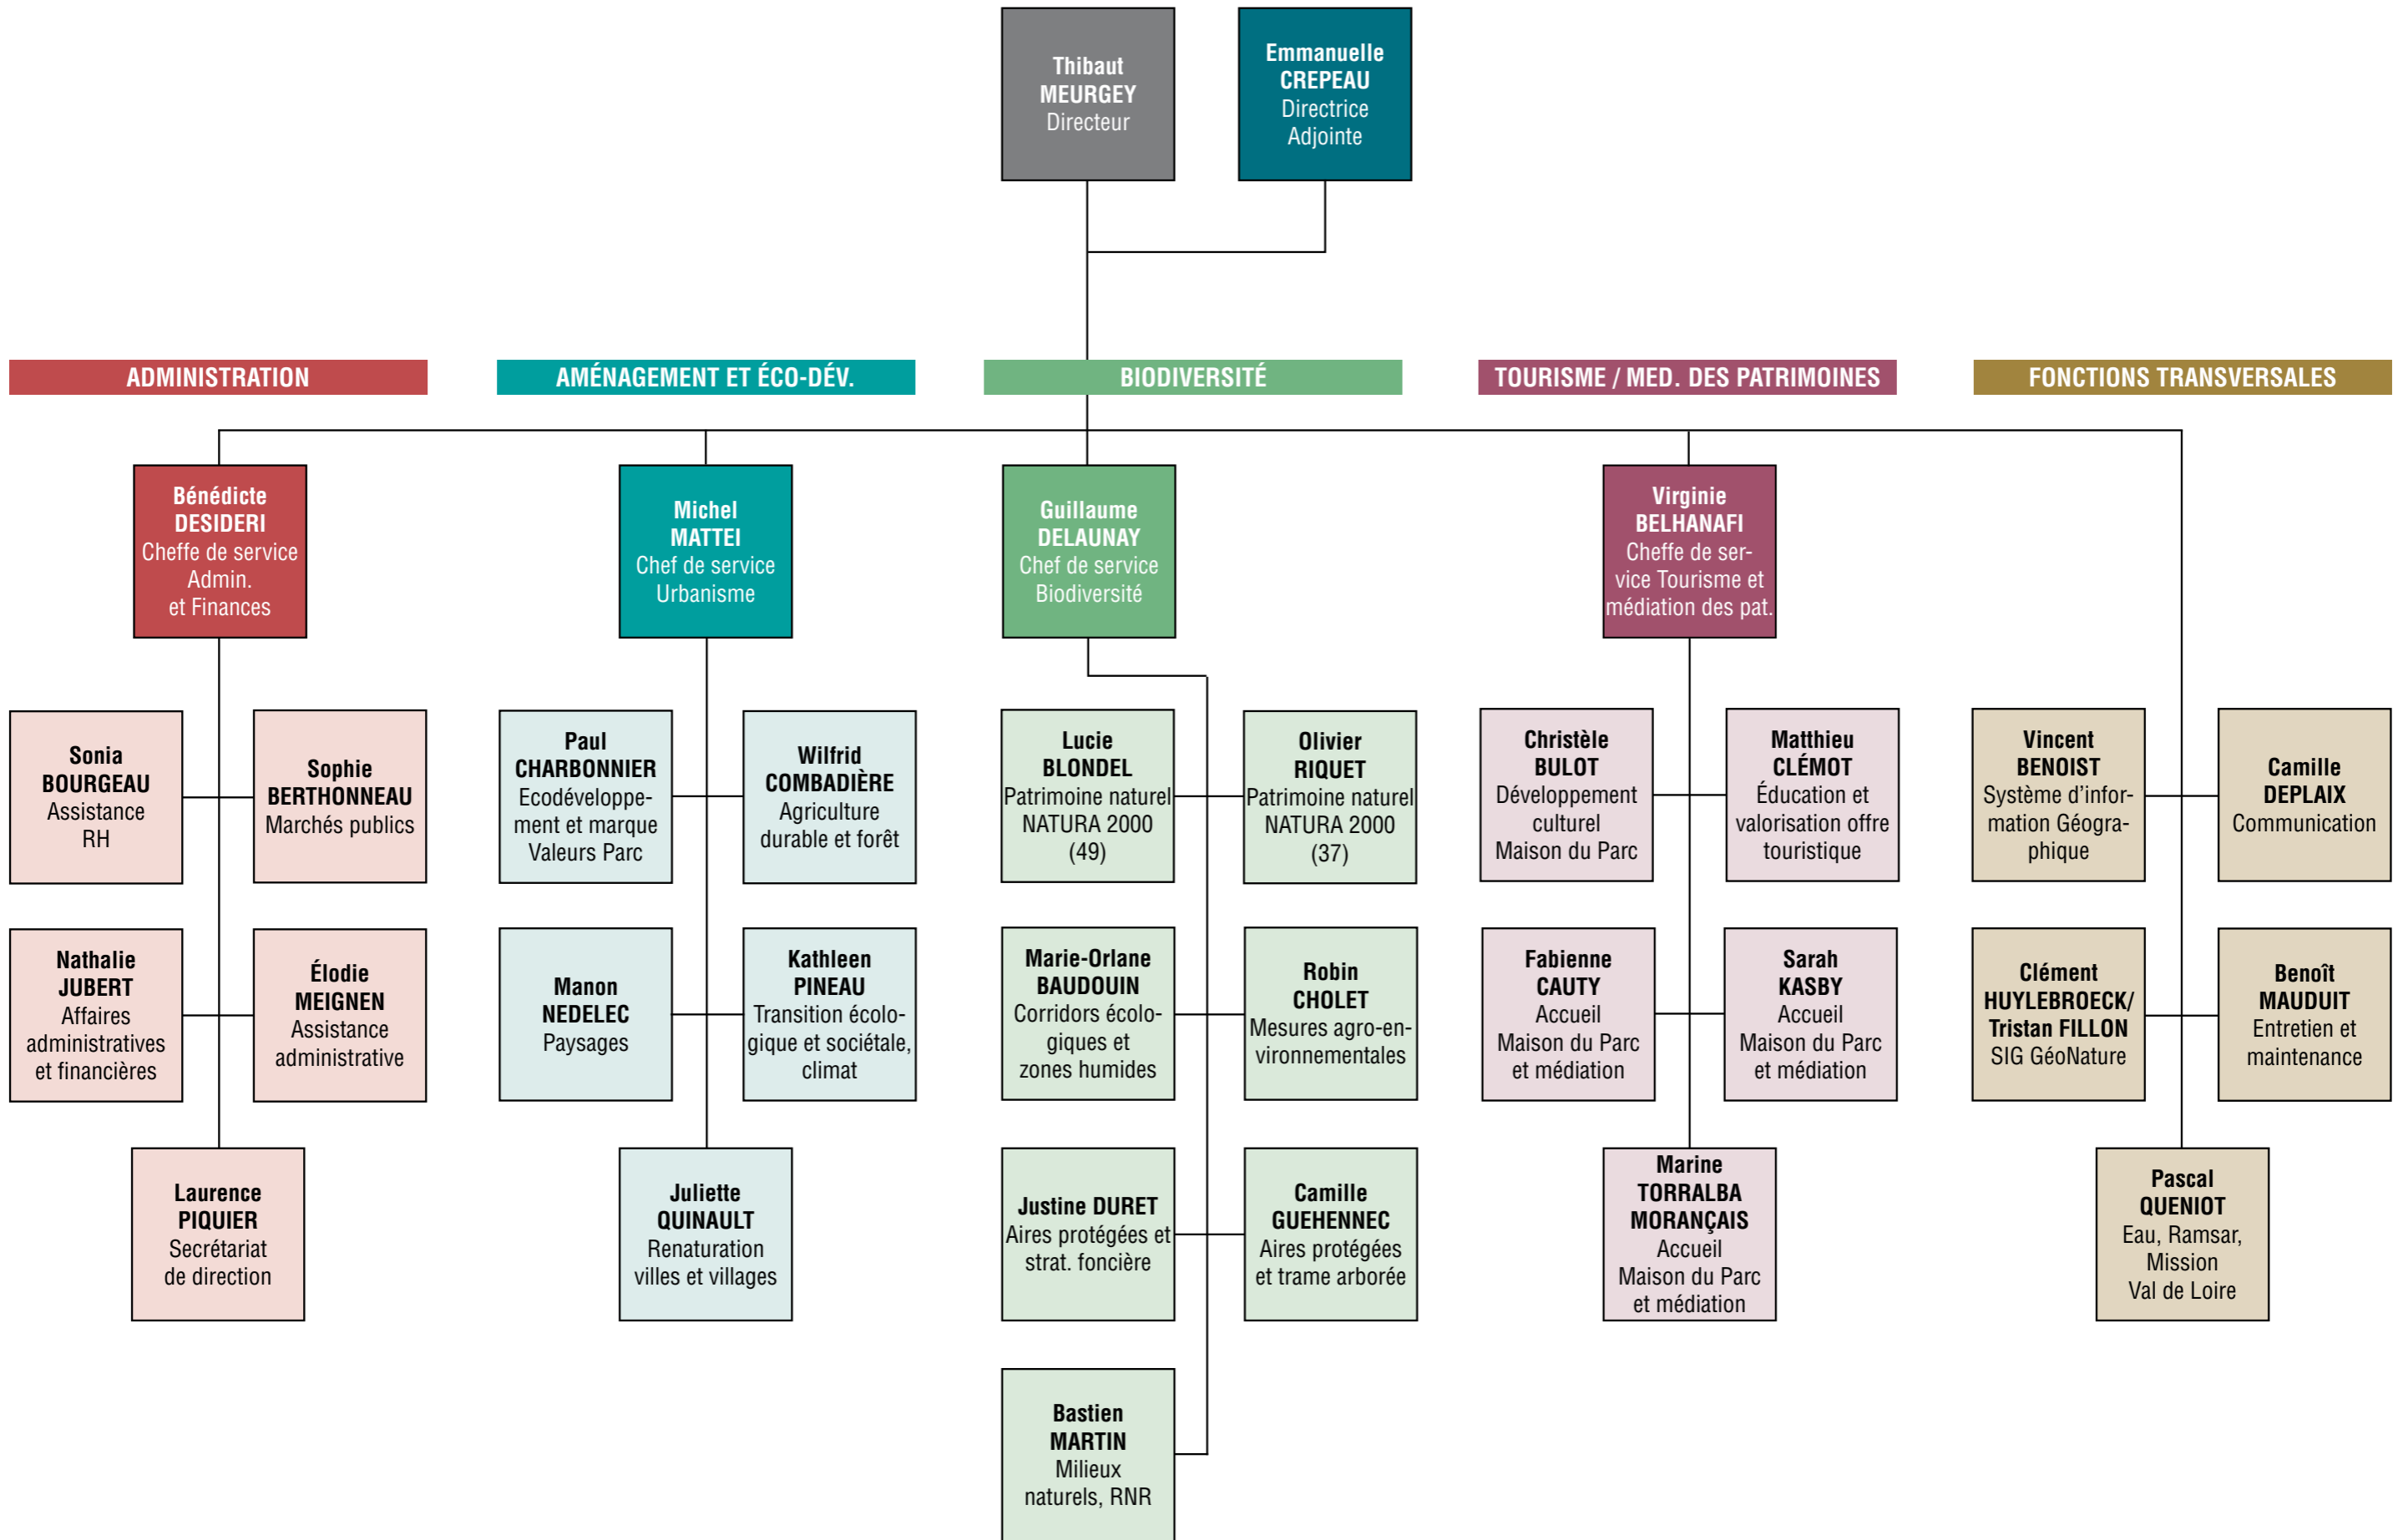 Thibaut
MEURGEY
Directeur
Emmanuelle
CREPEAU
Directrice
Adjointe
ADMINISTRATION
AMÉNAGEMENT ET ÉCO-DÉV.
BIODIVERSITÉ
TOURISME / MED. DES PATRIMOINES
FONCTIONS TRANSVERSALES
Bénédicte
DESIDERI
Cheffe de service
Admin.
et Finances
Michel
MATTEI
Chef de service
Urbanisme
Guillaume
DELAUNAY
Chef de service
Biodiversité
Virginie
BELHANAFI
Cheffe de ser-
vice Tourisme et
médiation des pat.
Sonia
BOURGEAU
Assistance
RH
Sophie
BERTHONNEAU
Marchés publics
Paul
CHARBONNIER
Ecodéveloppe-
ment et marque
Valeurs Parc
Wilfrid
COMBADIÈRE
Agriculture
durable et forêt
Lucie
BLONDEL
Patrimoine naturel
NATURA 2000
(49)
Olivier
RIQUET
Patrimoine naturel
NATURA 2000
(37)
Christèle
BULOT
Développement
culturel
Maison du Parc
Matthieu
CLÉMOT
Éducation et
valorisation offre
touristique
Vincent
BENOIST
Système d'infor-
mation Géogra-
phique
Camille
DEPLAIX
Communication
Nathalie
JUBERT
Affaires
administratives
et financières
Élodie
MEIGNEN
Assistance
administrative
Manon
NEDELEC
Paysages
Kathleen
PINEAU
Transition écolo-
gique et sociétale,
climat
Marie-Orlane
BAUDOUIN
Corridors écolo-
giques et
zones humides
Robin
CHOLET
Mesures agro-en-
vironnementales
Fabienne
CAUTY
Accueil
Maison du Parc
et médiation
Sarah
KASBY
Accueil
Maison du Parc
et médiation
Clément
HUYLEBROECK/
Tristan FILLON
SIG GéoNature
Benoît
MAUDUIT
Entretien et
maintenance
Laurence
PIQUIER
Secrétariat
de direction
Juliette
QUINAULT
Renaturation
villes et villages
Justine DURET
Aires protégées et
strat. foncière
Camille
GUEHENNEC
Aires protégées
et trame arborée
Marine
TORRALBA
MORANÇAIS
Accueil
Maison du Parc
et médiation
Pascal
QUENIOT
Eau, Ramsar,
Mission
Val de Loire
Bastien
MARTIN
Milieux
naturels, RNR